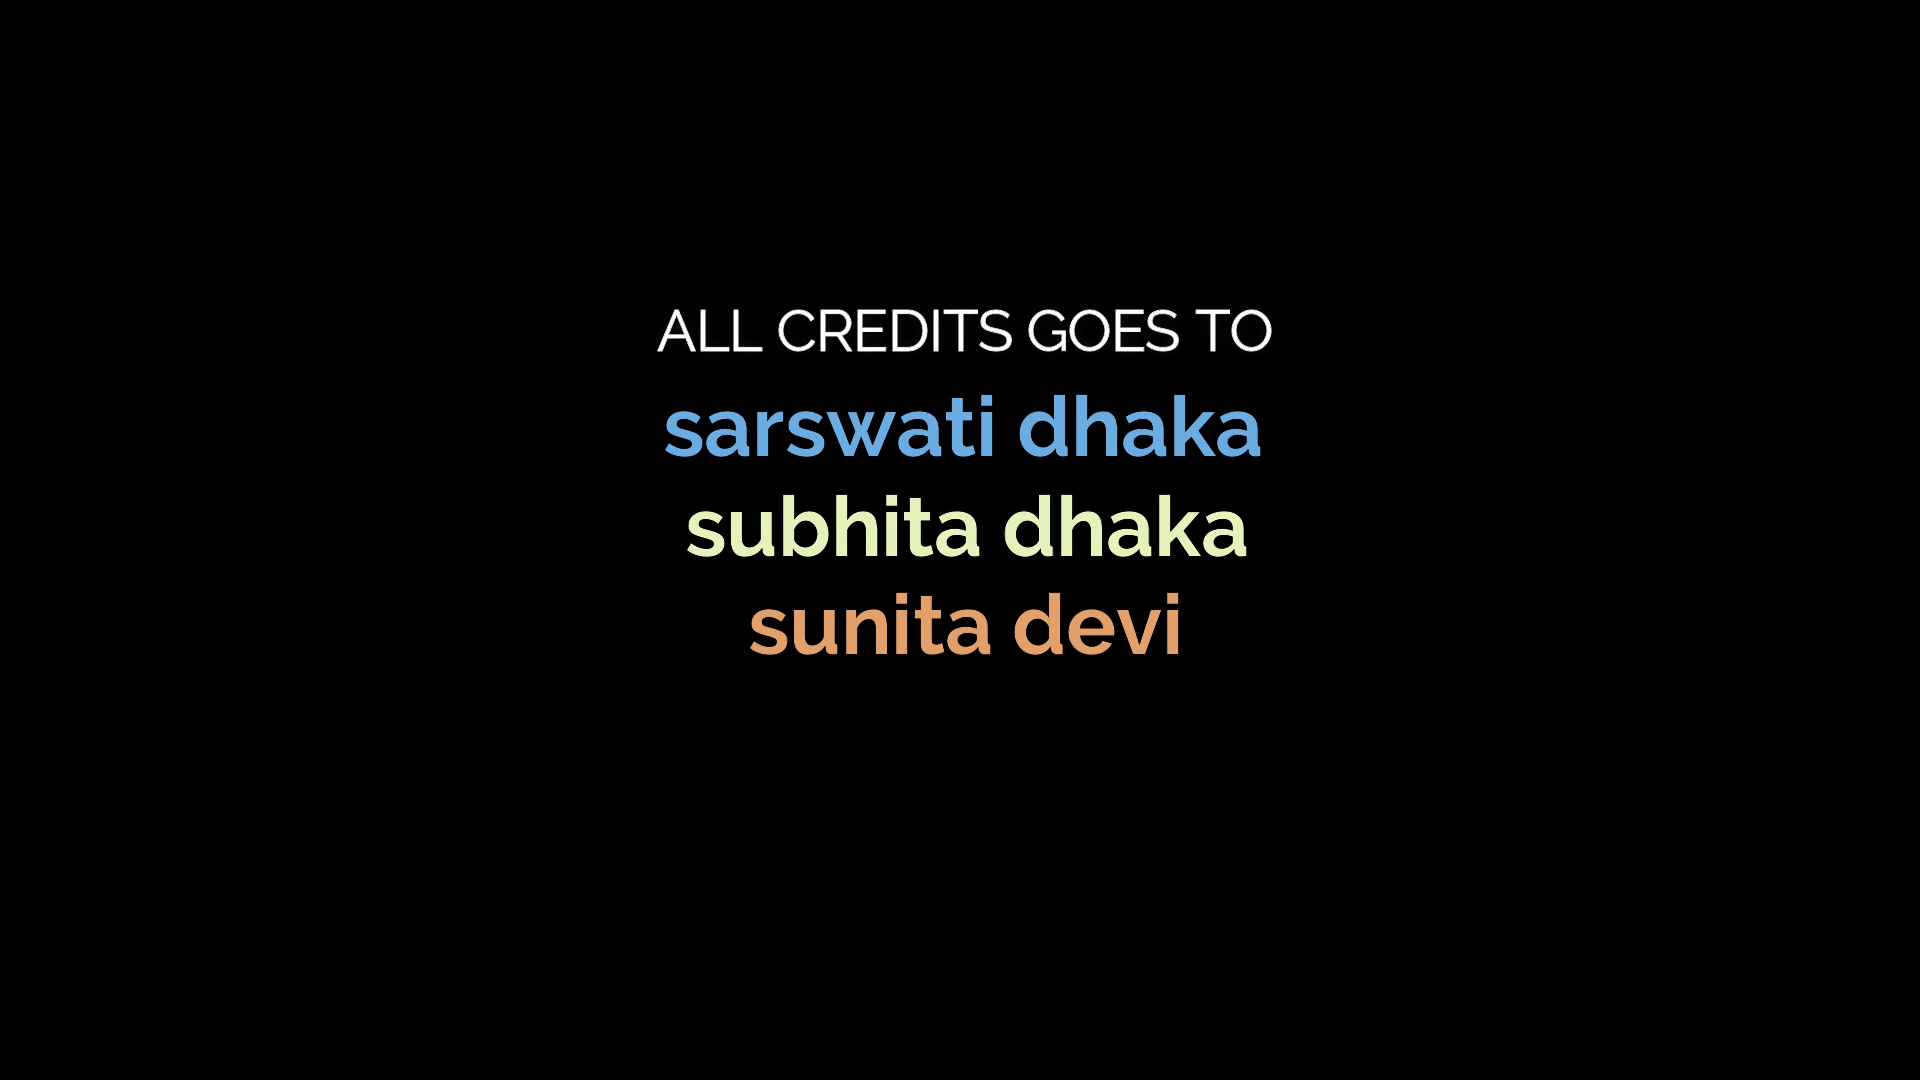 ALL CREDITS GOES TO
sarswati dhaka
subhita dhaka
sunita devi